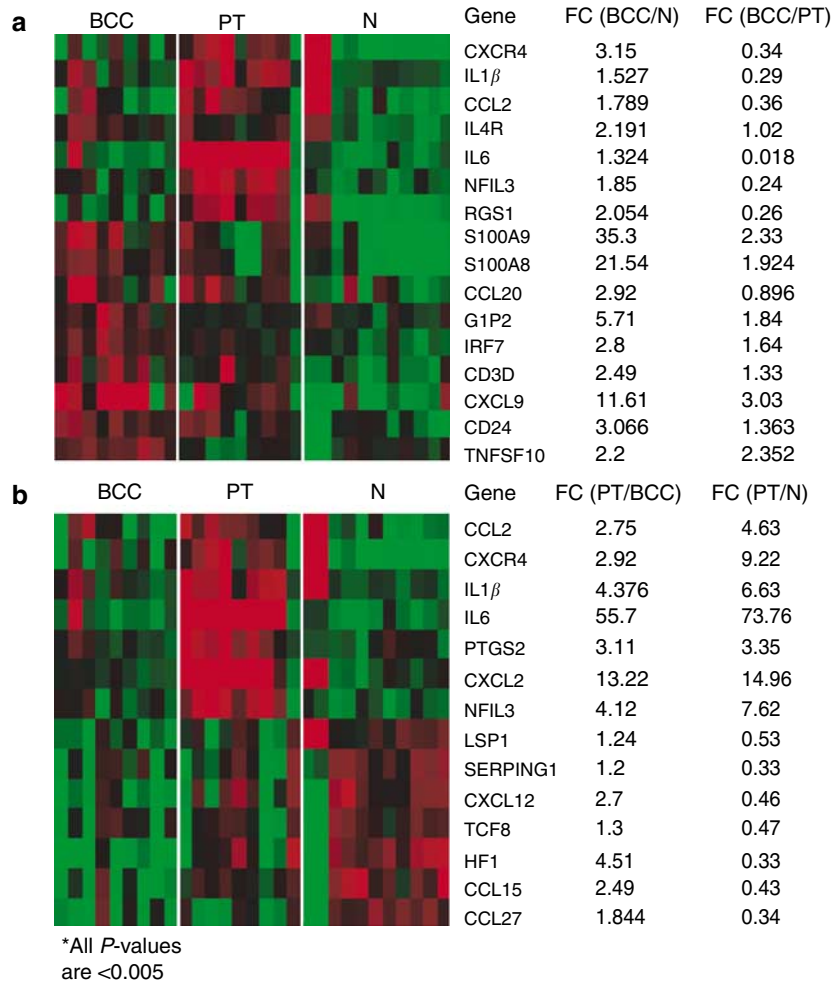 a BCC PT N Gene FC (BCC/N) FC (BCC/PT)
CXCR4 3.15 0.34
IL1β 1.527 0.29
CCL2 1.789 0.36
IL4R 2.191 1.02
IL6 1.324 0.018
NFIL3 1.85 0.24
RGS1 2.054 0.26
S100A9 35.3 2.33
S100A8 21.54 1.924
CCL20 2.92 0.896
G1P2 5.71 1.84
IRF7 2.8 1.64
CD3D 2.49 1.33
CXCL9 11.61 3.03
CD24 3.066 1.363
TNFSF10 2.2 2.352
b BCC PT N Gene FC (PT/BCC) FC (PT/N)
CCL2 2.75 4.63
CXCR4 2.92 9.22
IL1β 4.376 6.63
IL6 55.7 73.76
PTGS2 3.11 3.35
CXCL2 13.22 14.96
NFIL3 4.12 7.62
LSP1 1.24 0.53
SERPING1 1.2 0.33
CXCL12 2.7 0.46
TCF8 1.3 0.47
HF1 4.51 0.33
CCL15 2.49 0.43
CCL27 1.844 0.34
*All P-values
are <0.005